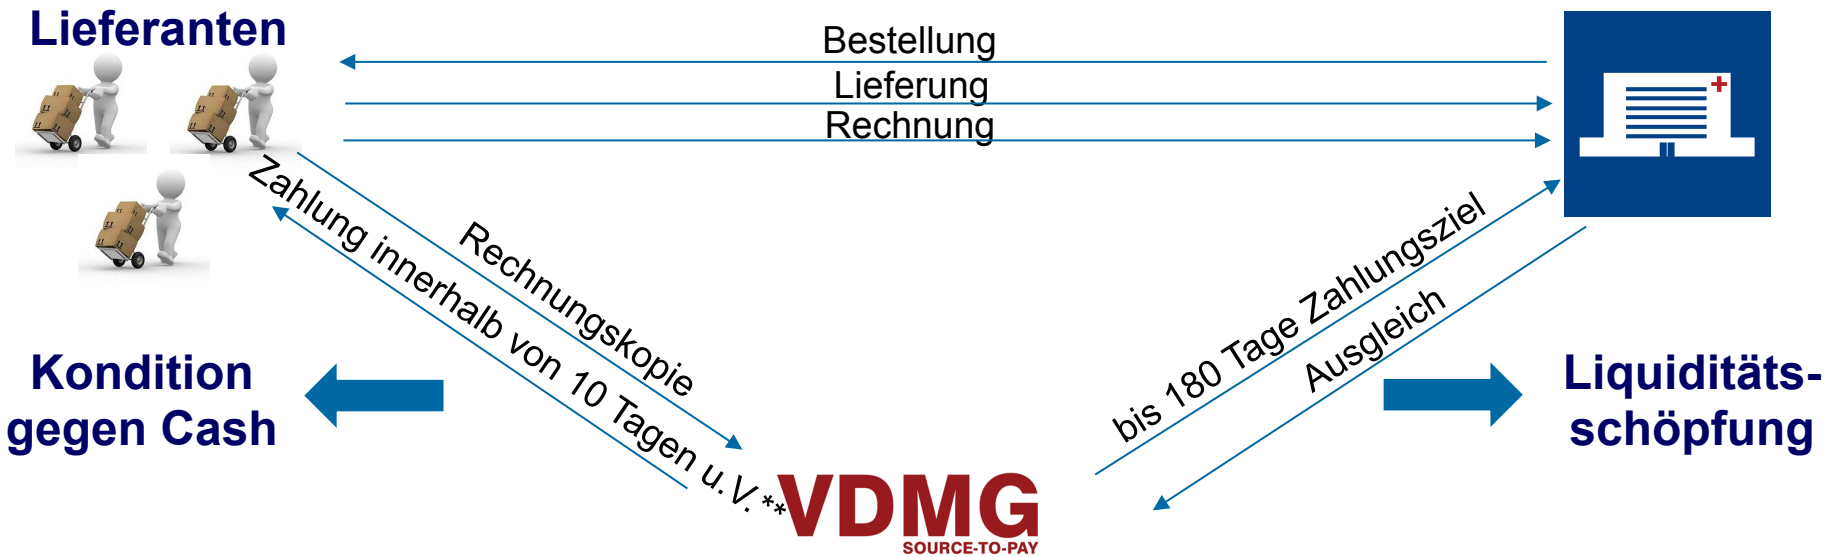 Lieferanten
Bestellung
Lieferung
Rechnung
Zahlung innerhalb von 10 Tagen u.V.**
Rechnungskopie
bis 180 Tage Zahlungsziel
Ausgleich
Kondition
gegen Cash
Liquiditäts-
schöpfung
VDMG
SOURCE-TO-PAY